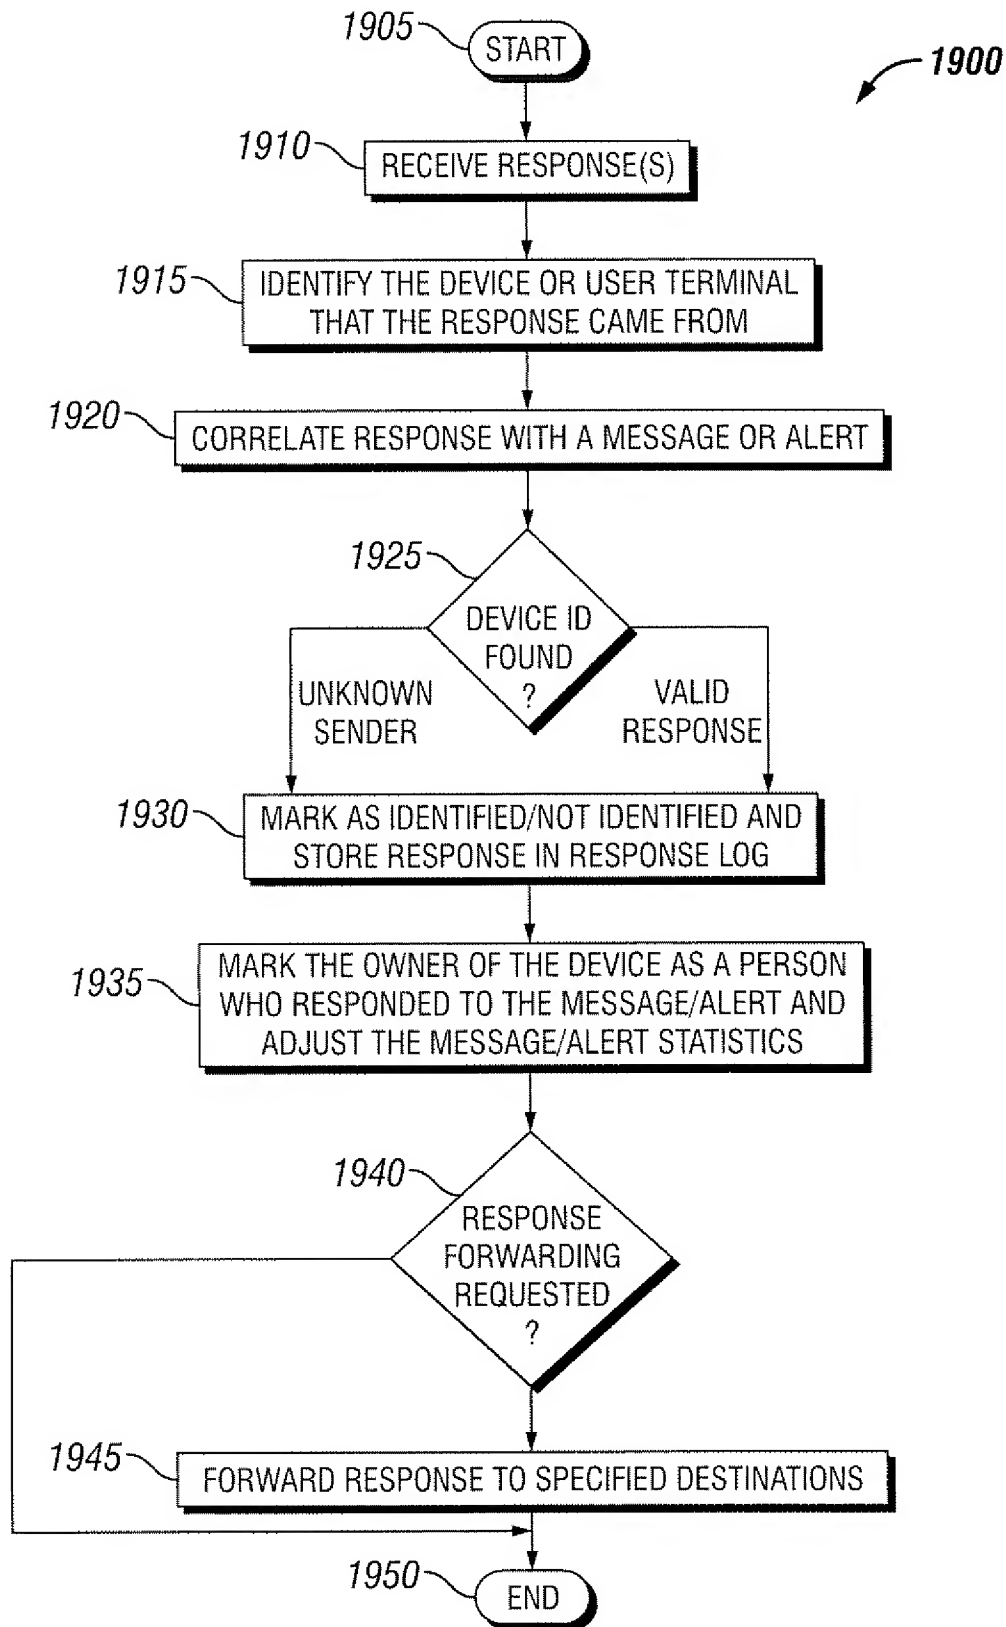 1905
START
1900
1910
RECEIVE RESPONSE(S)
1915
IDENTIFY THE DEVICE OR USER TERMINAL
THAT THE RESPONSE CAME FROM
1920
CORRELATE RESPONSE WITH A MESSAGE OR ALERT
1925
DEVICE ID
FOUND
?
UNKNOWN
SENDER
VALID
RESPONSE
1930
MARK AS IDENTIFIED/NOT IDENTIFIED AND
STORE RESPONSE IN RESPONSE LOG
1935
MARK THE OWNER OF THE DEVICE AS A PERSON
WHO RESPONDED TO THE MESSAGE/ALERT AND
ADJUST THE MESSAGE/ALERT STATISTICS
1940
RESPONSE
FORWARDING
REQUESTED
?
1945
FORWARD RESPONSE TO SPECIFIED DESTINATIONS
1950
END